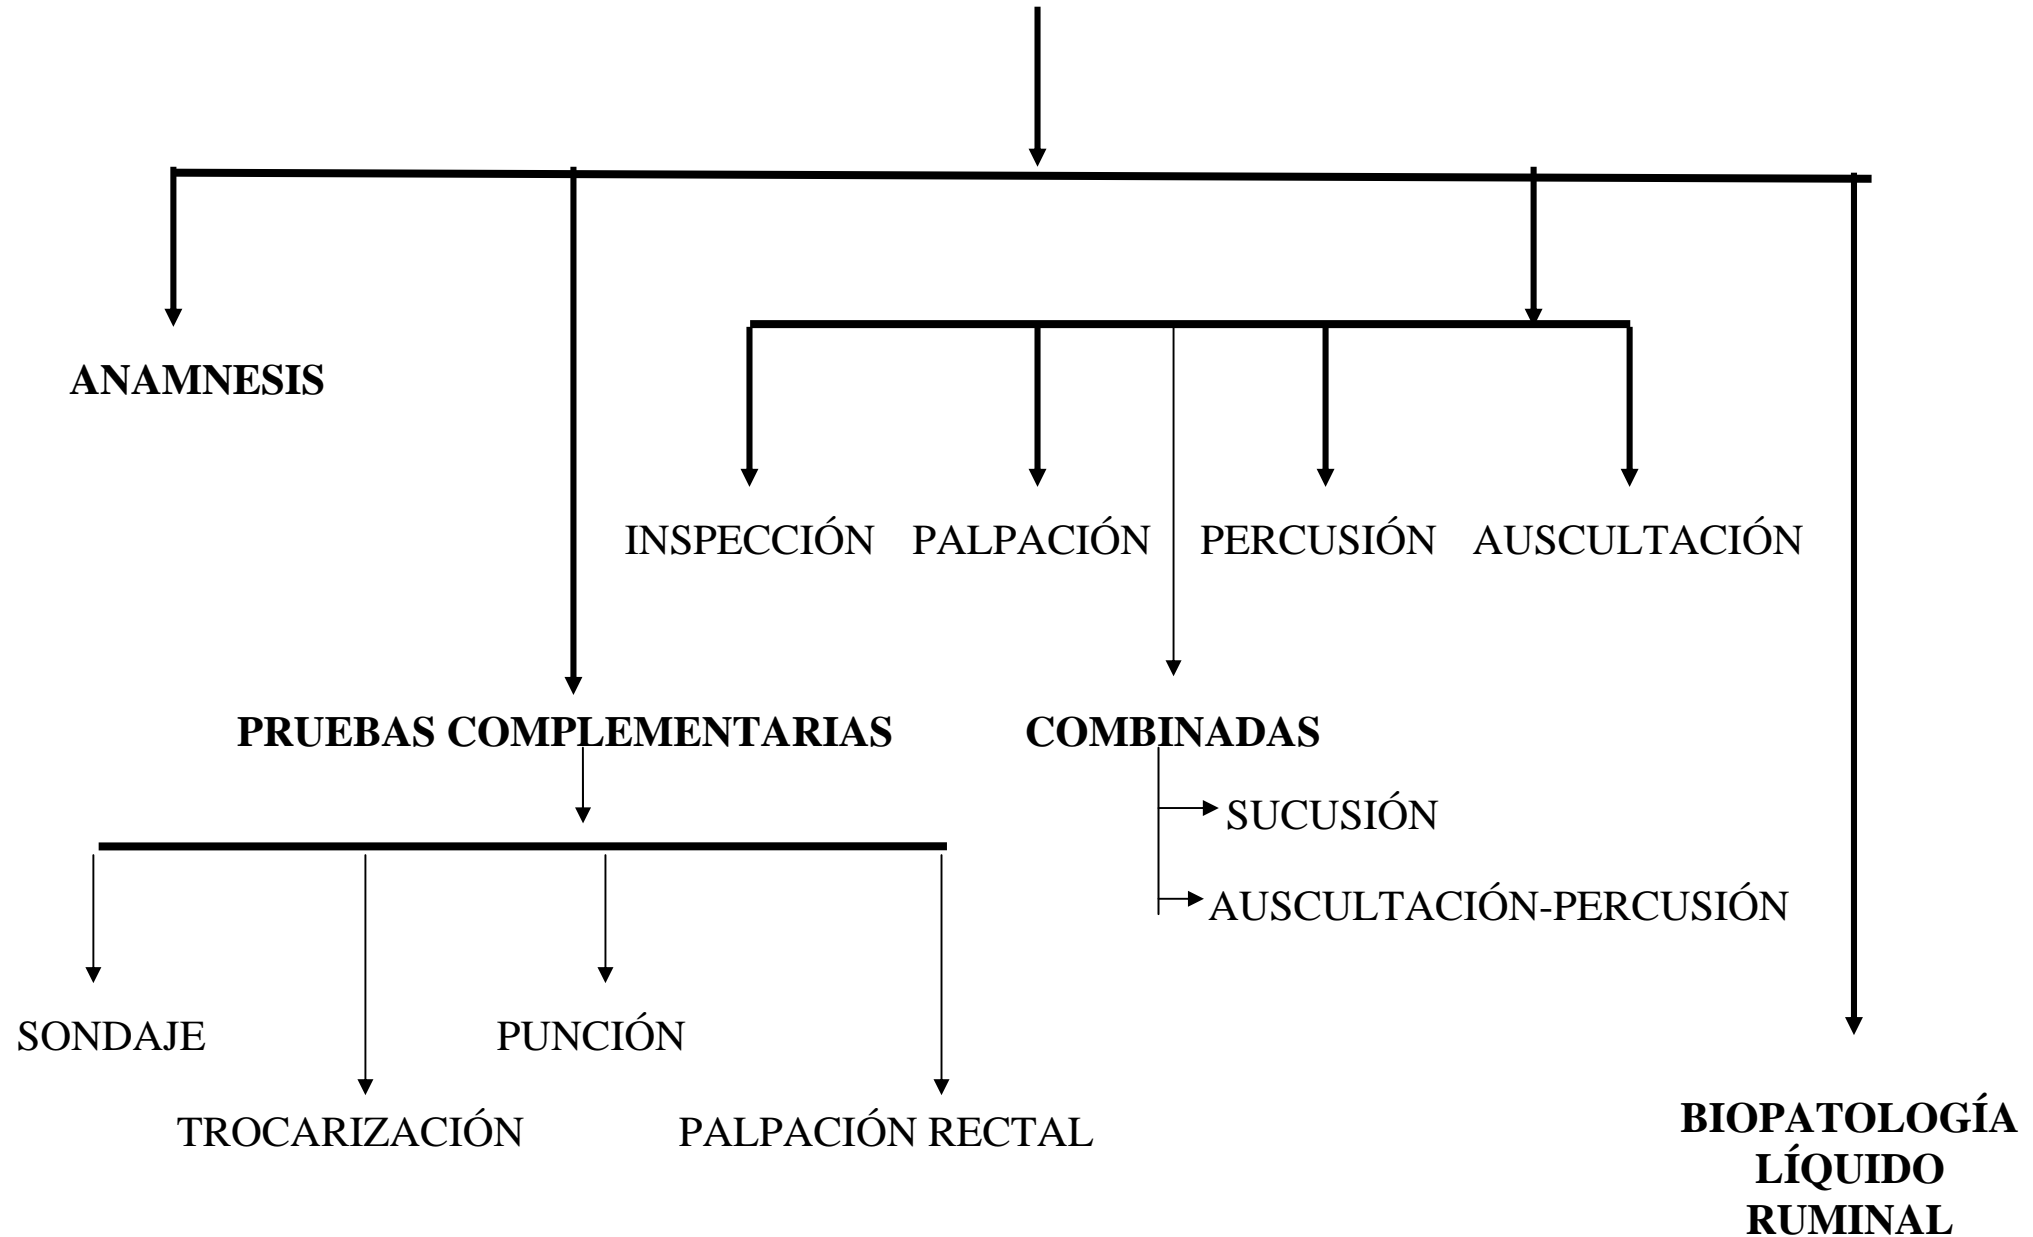 ANAMNESIS
INSPECCIÓN PALPACIÓN PERCUSIÓN AUSCULTACIÓN
PRUEBAS COMPLEMENTARIAS
COMBINADAS
SUCUSIÓN
AUSCULTACIÓN-PERCUSIÓN
SONDAJE
PUNCIÓN
TROCARIZACIÓN
PALPACIÓN RECTAL
BIOPATOLOGÍA
LÍQUIDO
RUMINAL